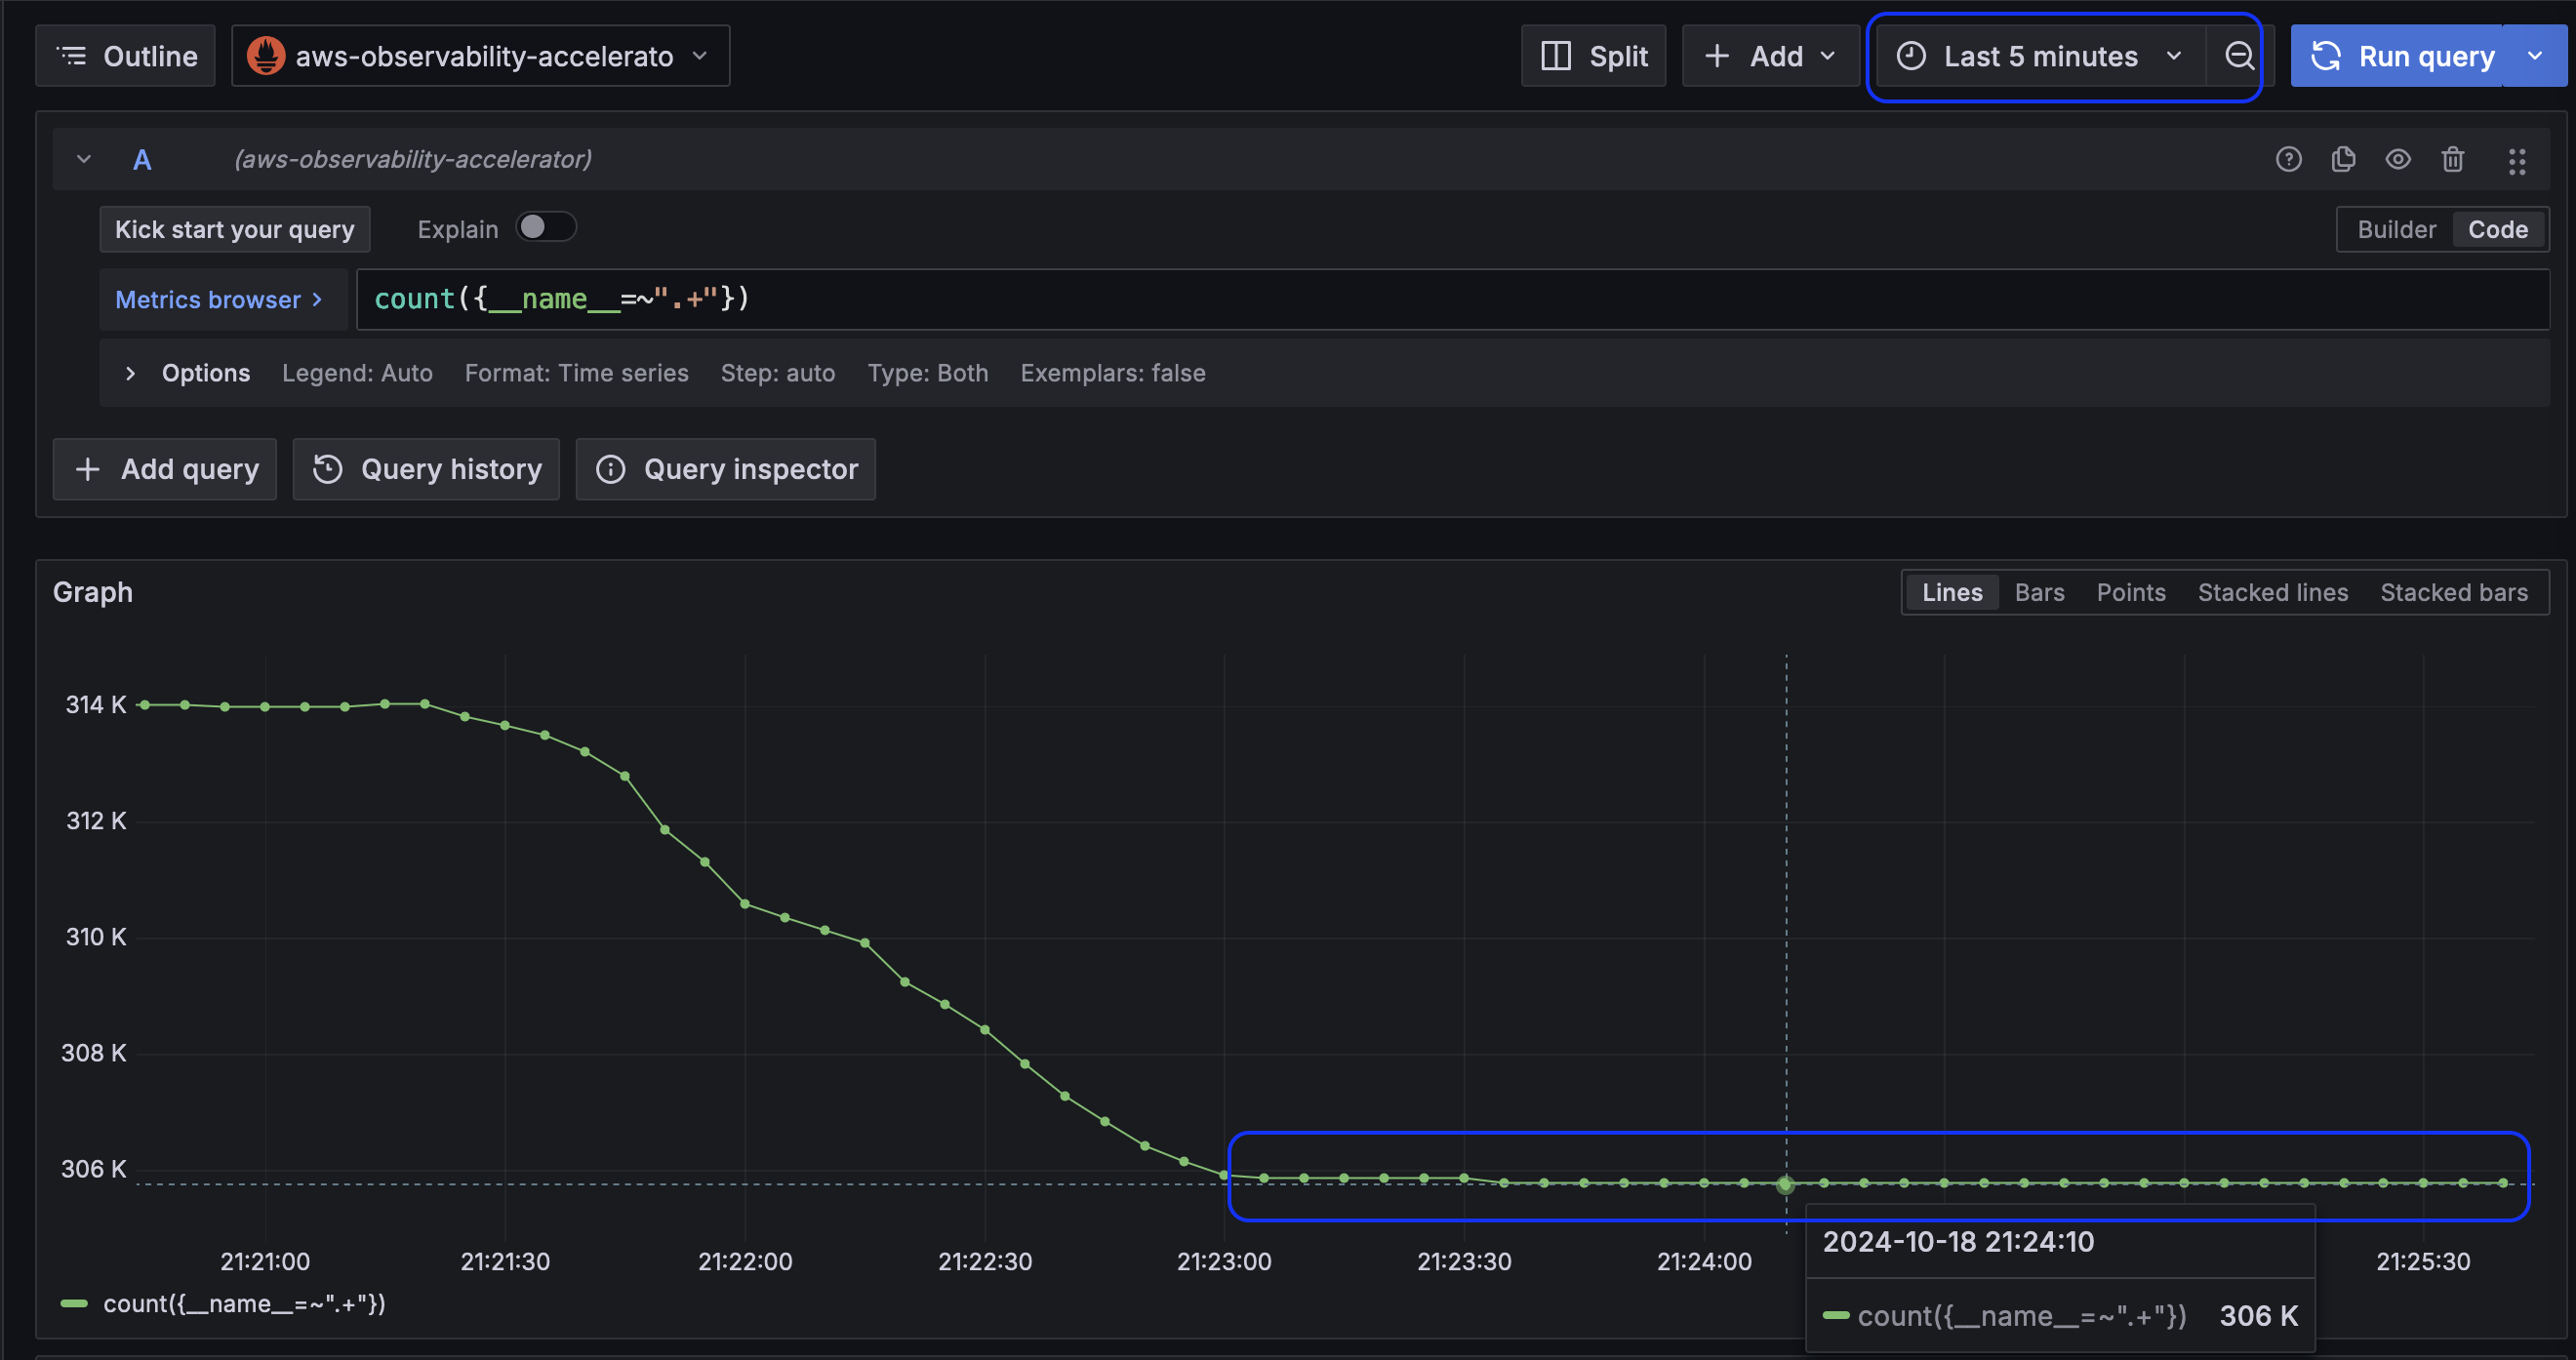 Outline aws-observability-accelerato Split Add Last 5 minutes Run query
A (aws-observability-accelerator)
Kick start your query Explain Builder Code
Metrics browser > count({__name__=~".+"})
Options Legend: Auto Format: Time series Step: auto Type: Both Exemplars: false
+ Add query Query history Query inspector
Graph Lines Bars Points Stacked lines Stacked bars
314 K
312 K
310 K
308 K
306 K
21:21:00 21:21:30 21:22:00 21:22:30 21:23:00 21:23:30 21:24:00 21:25:30
count({__name__=~".+"})
2024-10-18 21:24:10
count({__name__=~".+"}) 306 K